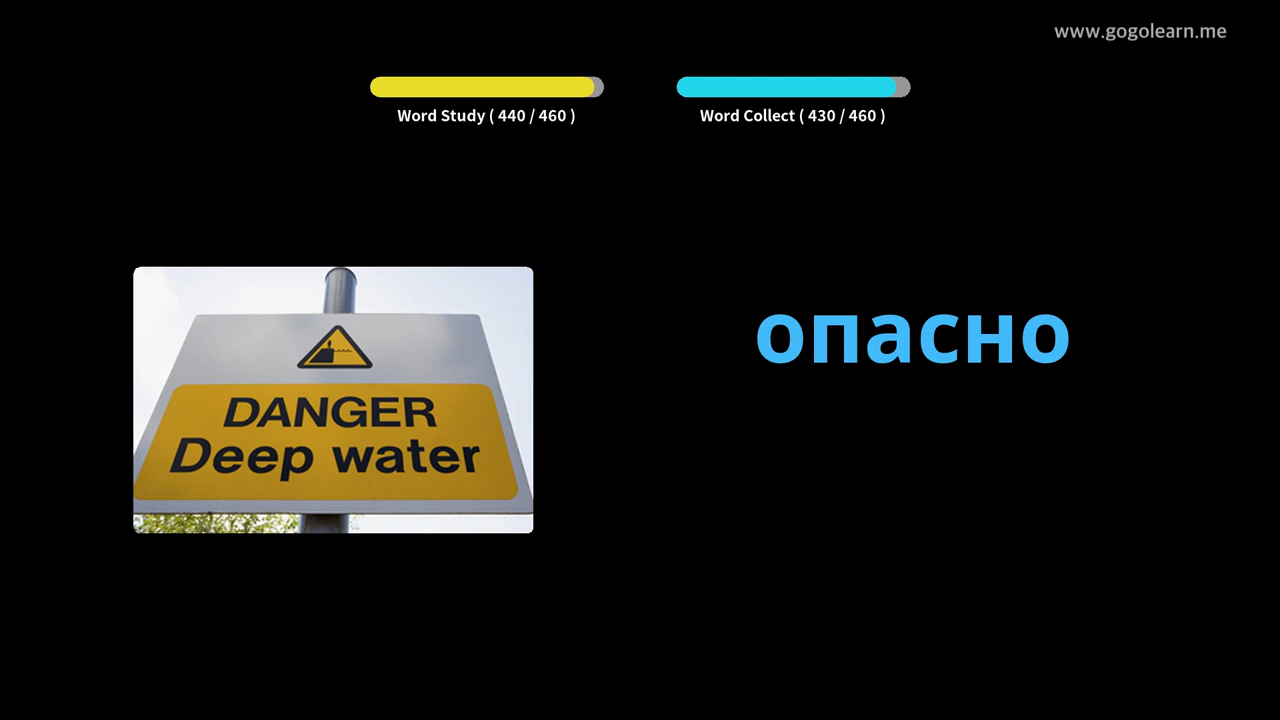 www.gogolearn.me
Word Study ( 440 / 460 )
Word Collect ( 430 / 460 )
DANGER
Deep water
опасно